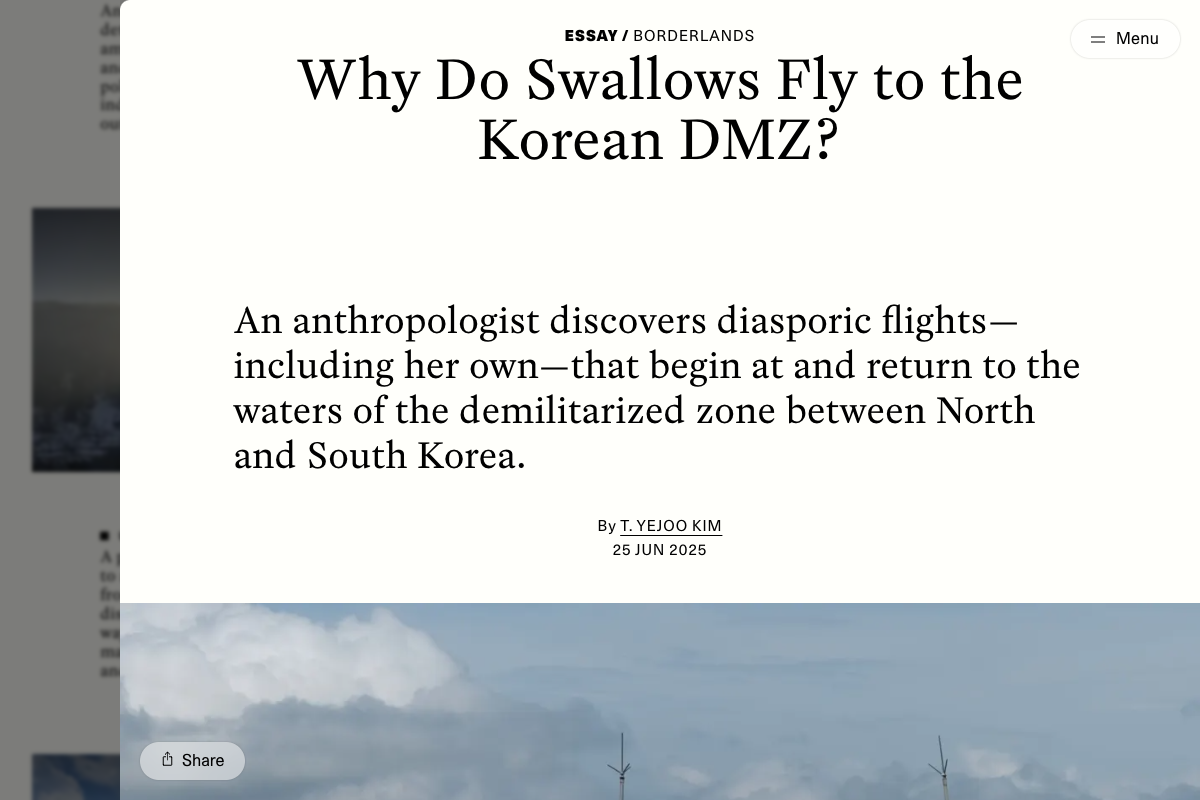 ESSAY / BORDERLANDS
Menu
Why Do Swallows Fly to the
Korean DMZ?
An anthropologist discovers diasporic flights—
including her own—that begin at and return to the
waters of the demilitarized zone between North
and South Korea.
By T. YEJOO KIM
25 JUN 2025
Share